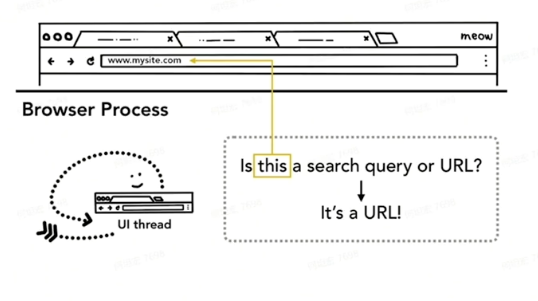 meow
www.mysite.com
Browser Process
Is this a search query or URL?
It's a URL!
UI thread